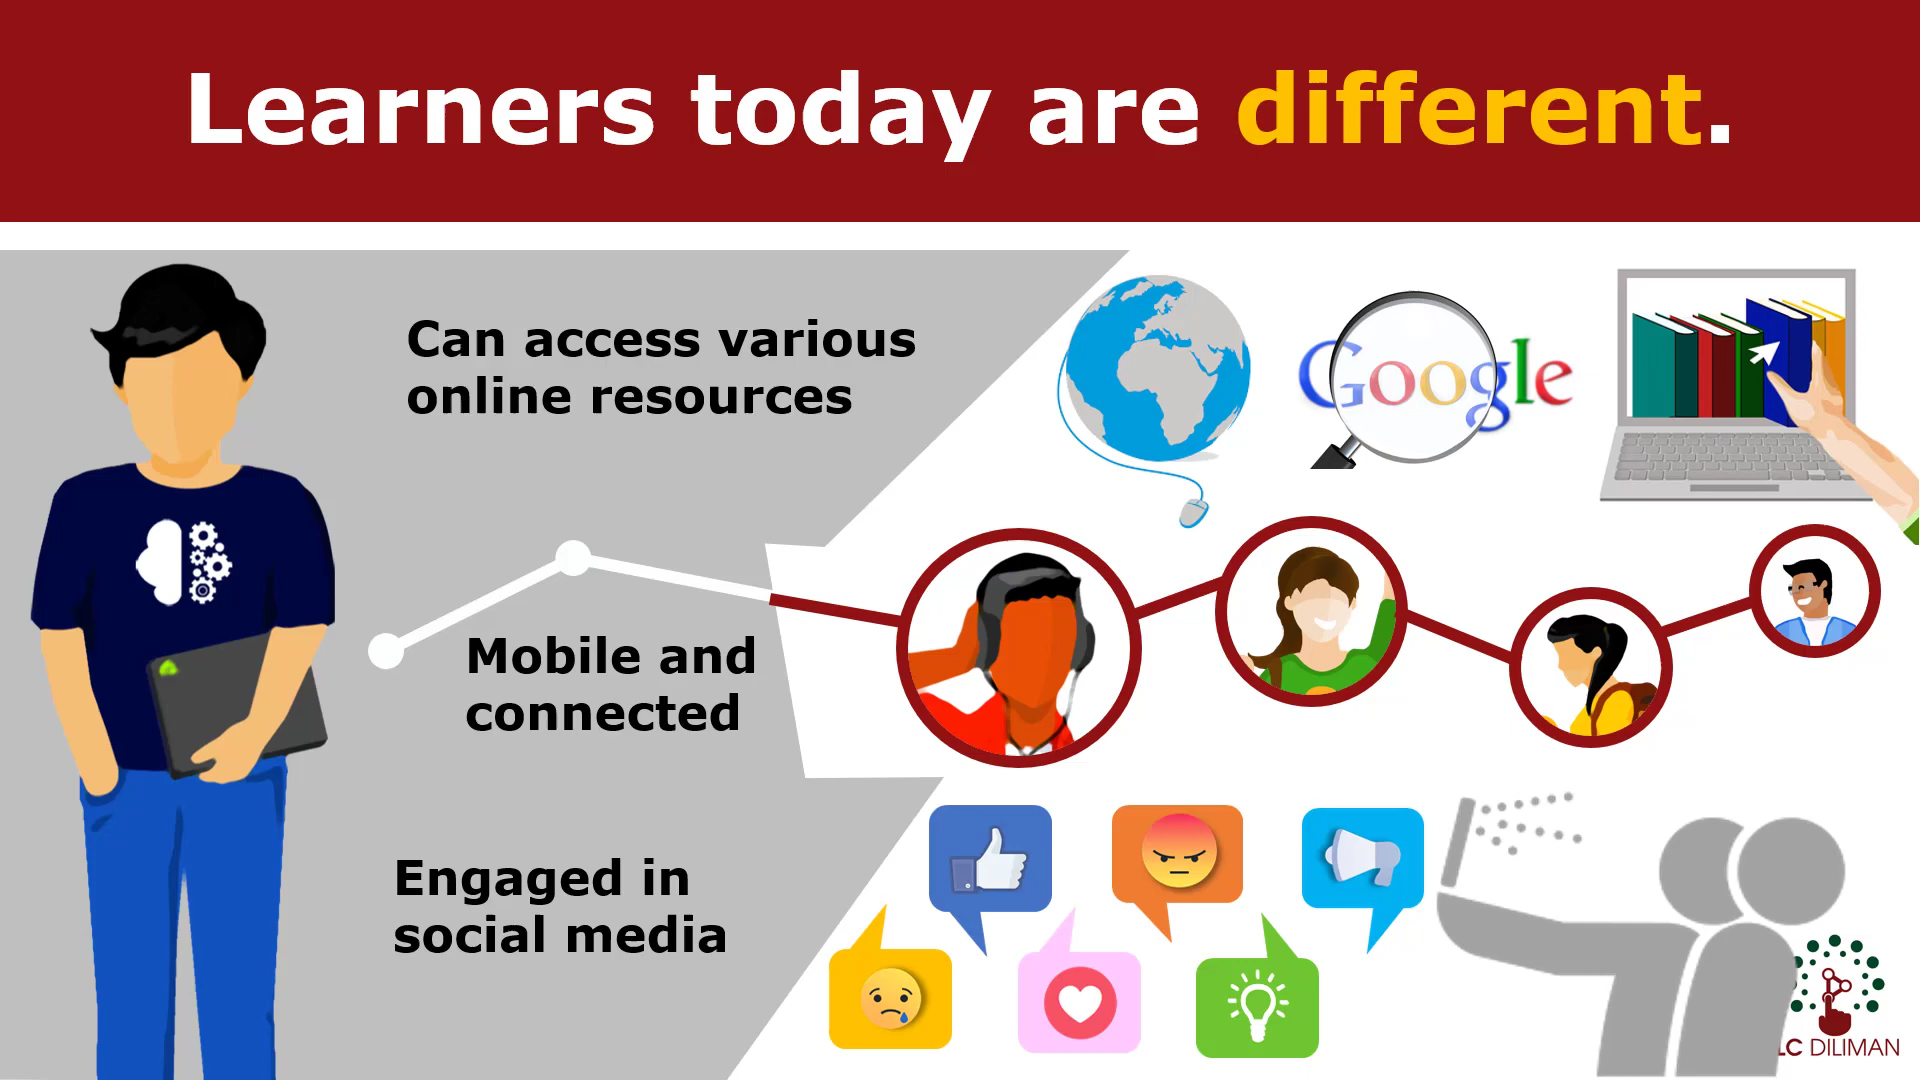 Learners today are different.
Can access various
online resources
Google
Mobile and
connected
Engaged in
social media
LC DILIMAN